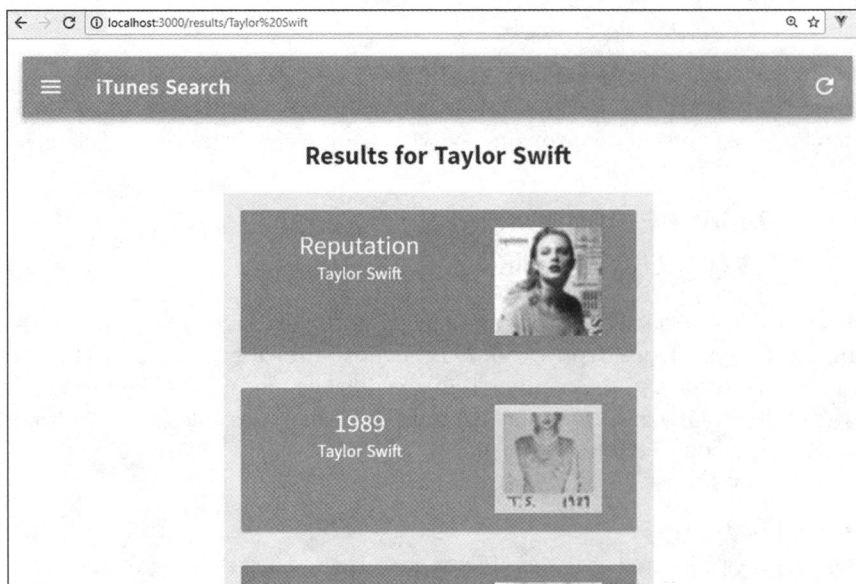 localhost:3000/results/Taylor%20Swift
iTunes Search
Results for Taylor Swift
Reputation
Taylor Swift
1989
Taylor Swift
T.S. 1989